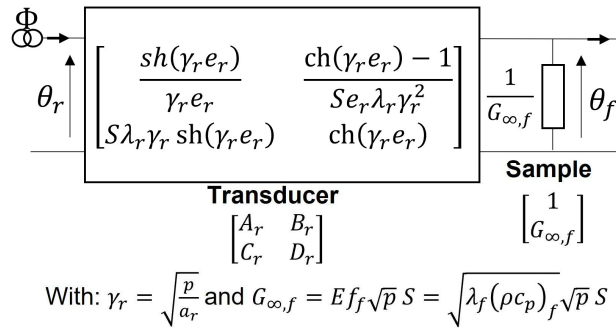 Φ
θ_r
[ sh(γ_r e_r) / γ_r e_r    ch(γ_r e_r) − 1 / S e_r λ_r γ_r^2 ]
[ Sλ_r γ_r sh(γ_r e_r)    ch(γ_r e_r) ]
1 / G_{∞,f}
θ_f
Transducer
[ A_r  B_r ]
[ C_r  D_r ]
Sample
[ 1 ]
[ G_{∞,f} ]
With: γ_r = √(p / a_r) and G_{∞,f} = Ef_f √p S = √(λ_f (ρc_p)_f) √p S